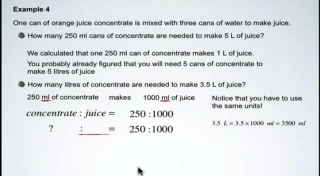 Example 4
One can of orange juice concentrate is mixed with three cans of water to make juice.
How many 250 ml cans of concentrate are needed to make 5 L of juice?
We calculated that one 250 ml can of concentrate makes 1 L of juice.
You probably already figured that you will need 5 cans of concentrate to
make 5 litres of juice
How many litres of concentrate are needed to make 3.5 L of juice?
250 ml of concentrate makes 1000 ml of juice
Notice that you have to use
the same units!
concentrate : juice = 250 : 1000
3.5 L = 3.5 × 1000 ml = 3500 ml
? : = 250 : 1000